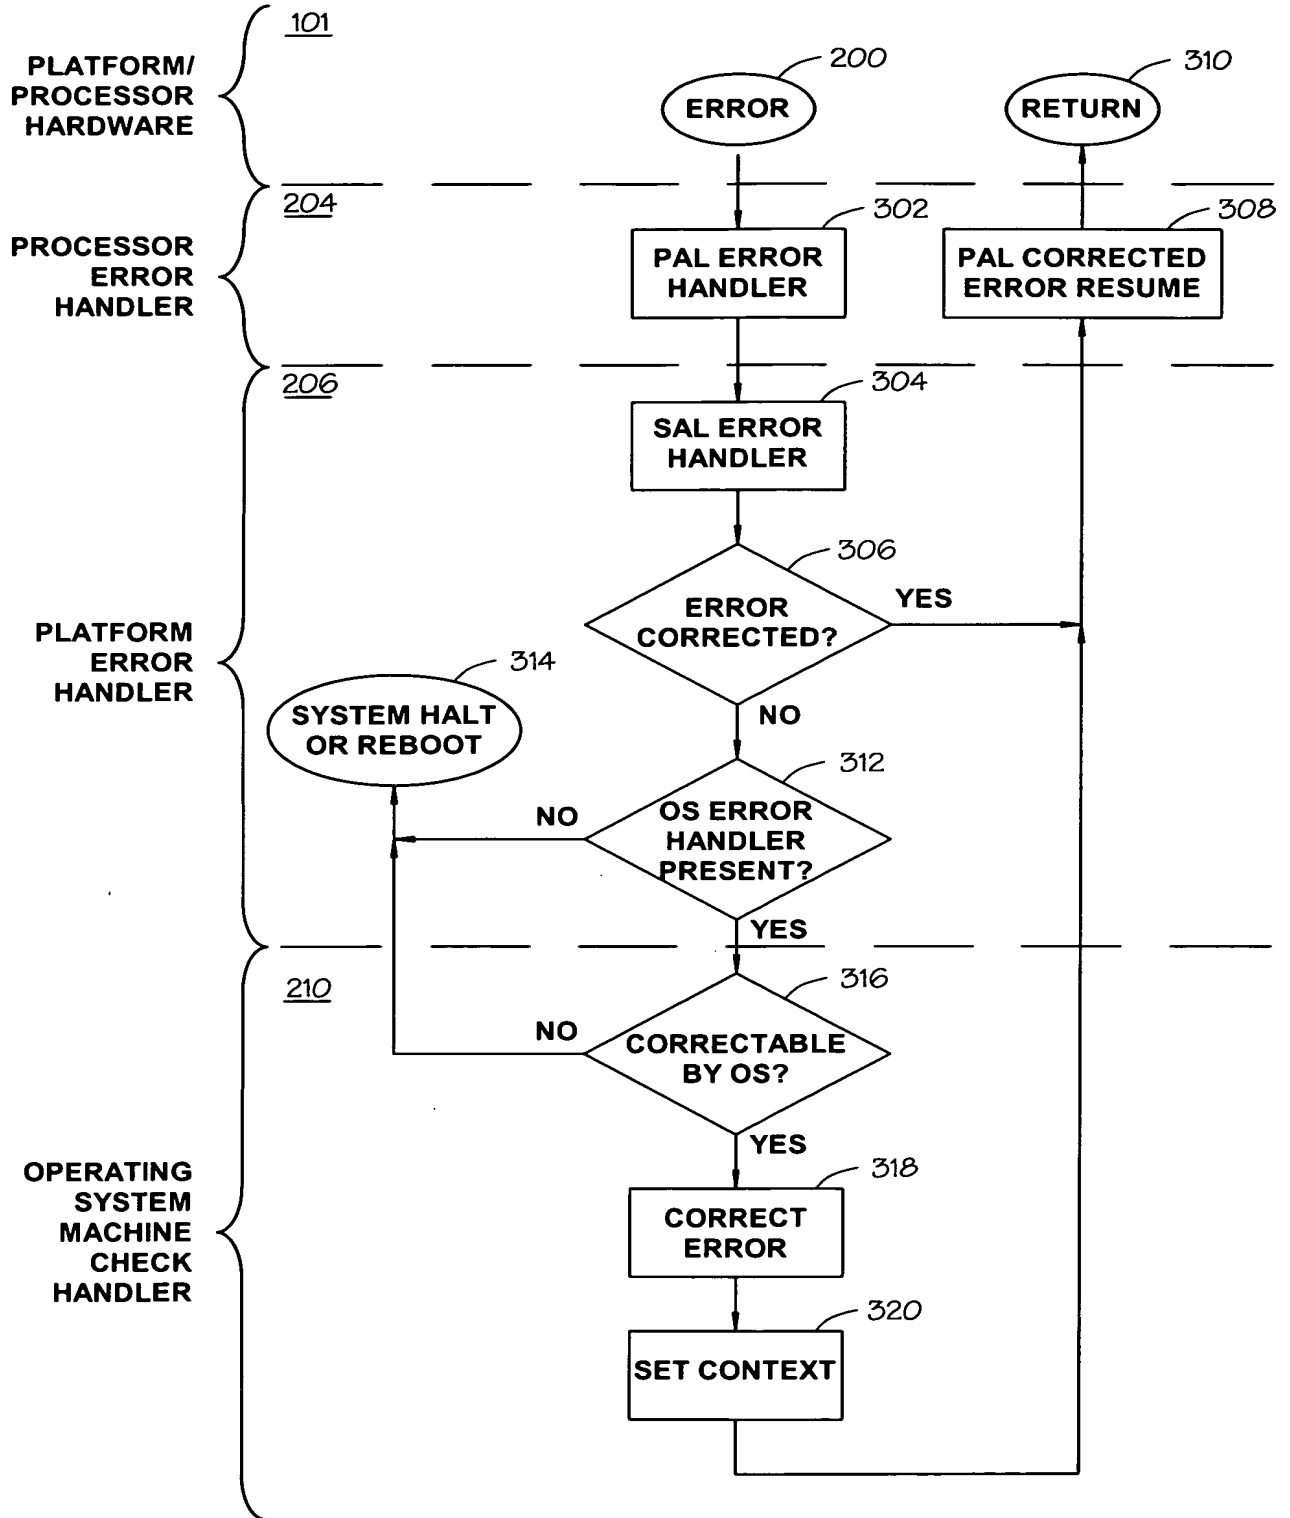 101
PLATFORM/
PROCESSOR
HARDWARE
ERROR
200
RETURN
310
204
PROCESSOR
ERROR
HANDLER
PAL ERROR
HANDLER
302
PAL CORRECTED
ERROR RESUME
308
206
PLATFORM
ERROR
HANDLER
SAL ERROR
HANDLER
304
ERROR
CORRECTED?
306
YES
NO
SYSTEM HALT
OR REBOOT
314
OS ERROR
HANDLER
PRESENT?
312
NO
YES
210
OPERATING
SYSTEM
MACHINE
CHECK
HANDLER
CORRECTABLE
BY OS?
316
NO
YES
CORRECT
ERROR
318
SET CONTEXT
320